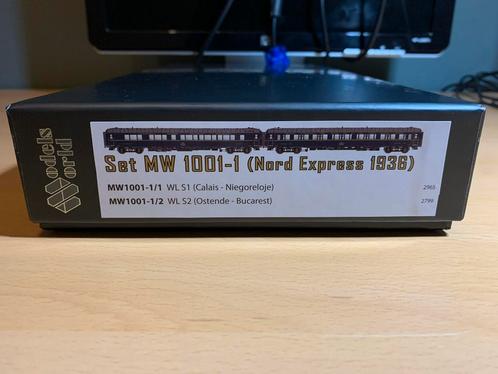 Models World
Set MW 1001-1 (Nord Express 1936)
MW1001-1/1 WL S1 (Calais - Niegoreloje) 2965
MW1001-1/2 WL S2 (Ostende - Bucarest) 2799